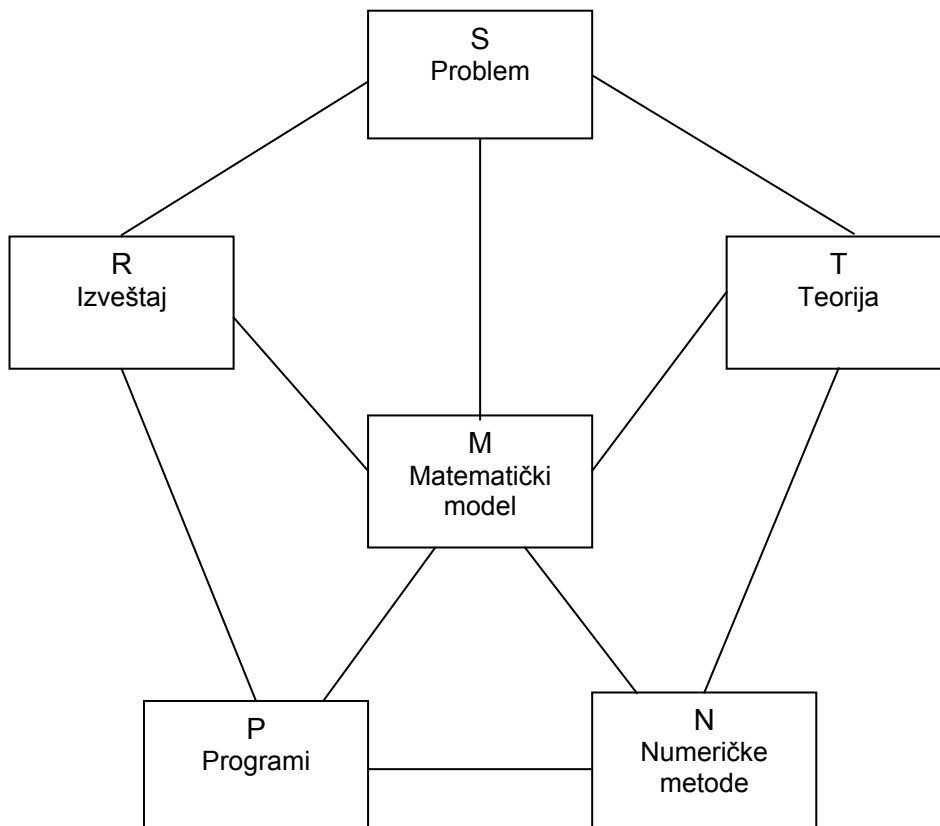 S
Problem
R
Izveštaj
T
Teorija
M
Matematički
model
P
Programi
N
Numeričke
metode